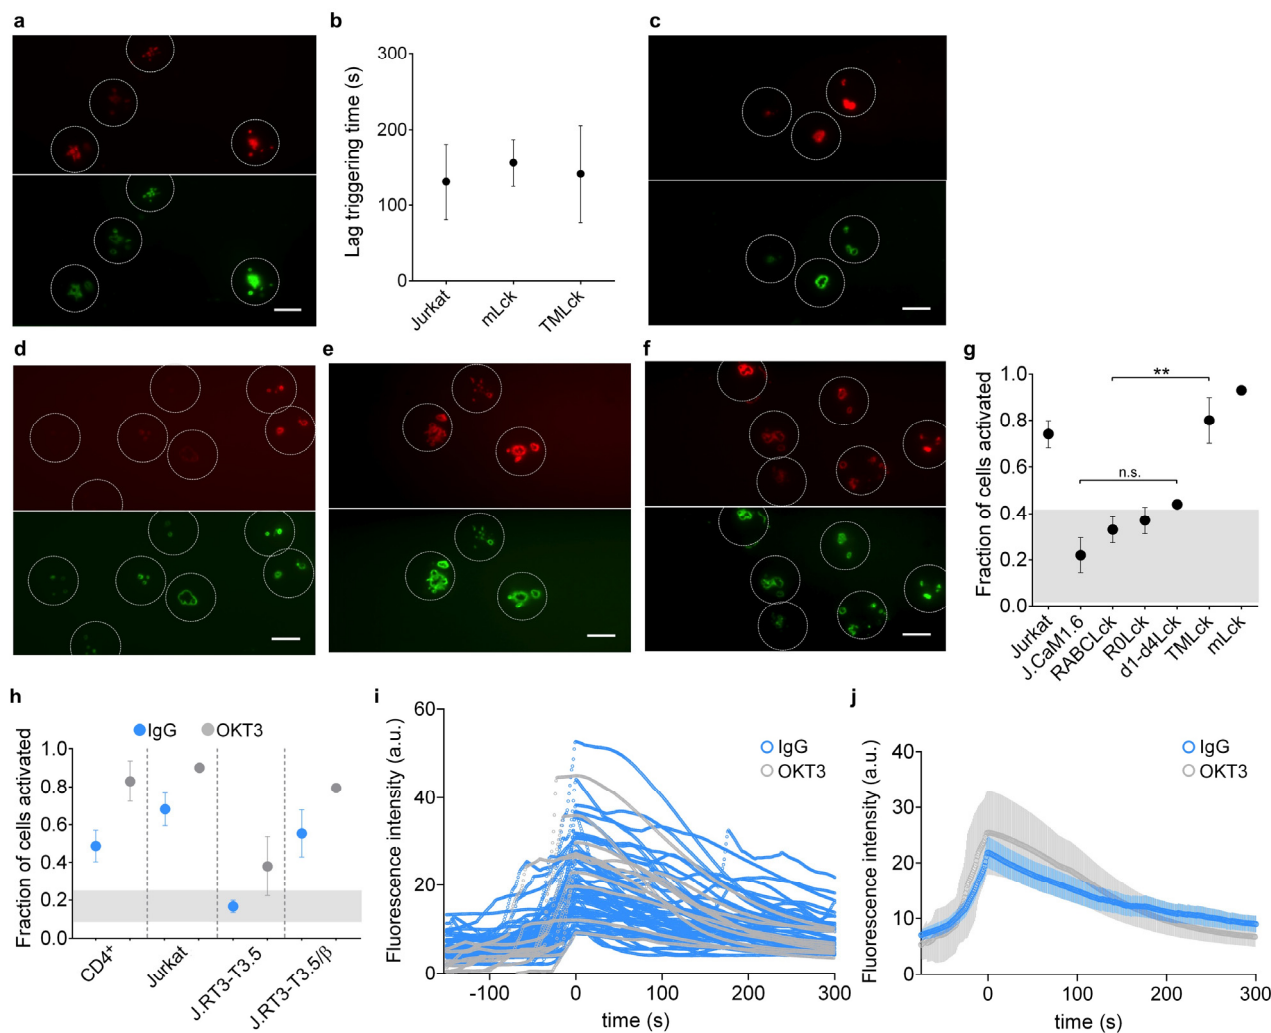 a
b
Lag triggering time (s)
300
200
100
0
Jurkat
mLck
TMLck
c
d
e
f
g
Fraction of cells activated
1.0
0.8
0.6
0.4
0.2
0.0
**
n.s.
Jurkat
J.CaM1.6
RABCLck
R0Lck
d1-d4Lck
TMLck
mLck
h
IgG
OKT3
Fraction of cells activated
1.0
0.8
0.6
0.4
0.2
0.0
CD4+
Jurkat
J.RT3-T3.5
J.RT3-T3.5/β
i
Fluorescence intensity (a.u.)
60
40
20
0
IgG
OKT3
-100
0
100
200
300
time (s)
j
Fluorescence intensity (a.u.)
40
30
20
10
0
IgG
OKT3
0
100
200
300
time (s)